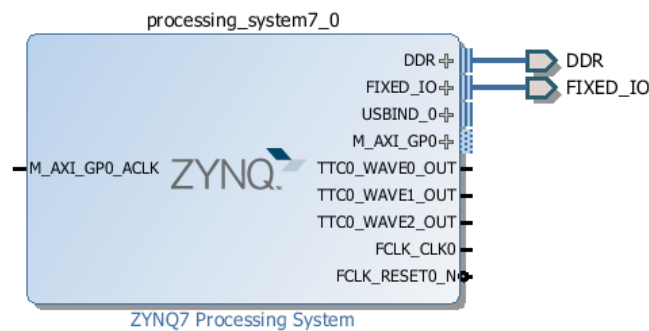 processing_system7_0
DDR
DDR
FIXED_IO
FIXED_IO
USBIND_0
M_AXI_GP0
M_AXI_GP0_ACLK
ZYNQ
TTC0_WAVE0_OUT
TTC0_WAVE1_OUT
TTC0_WAVE2_OUT
FCLK_CLK0
FCLK_RESET0_N
ZYNQ7 Processing System